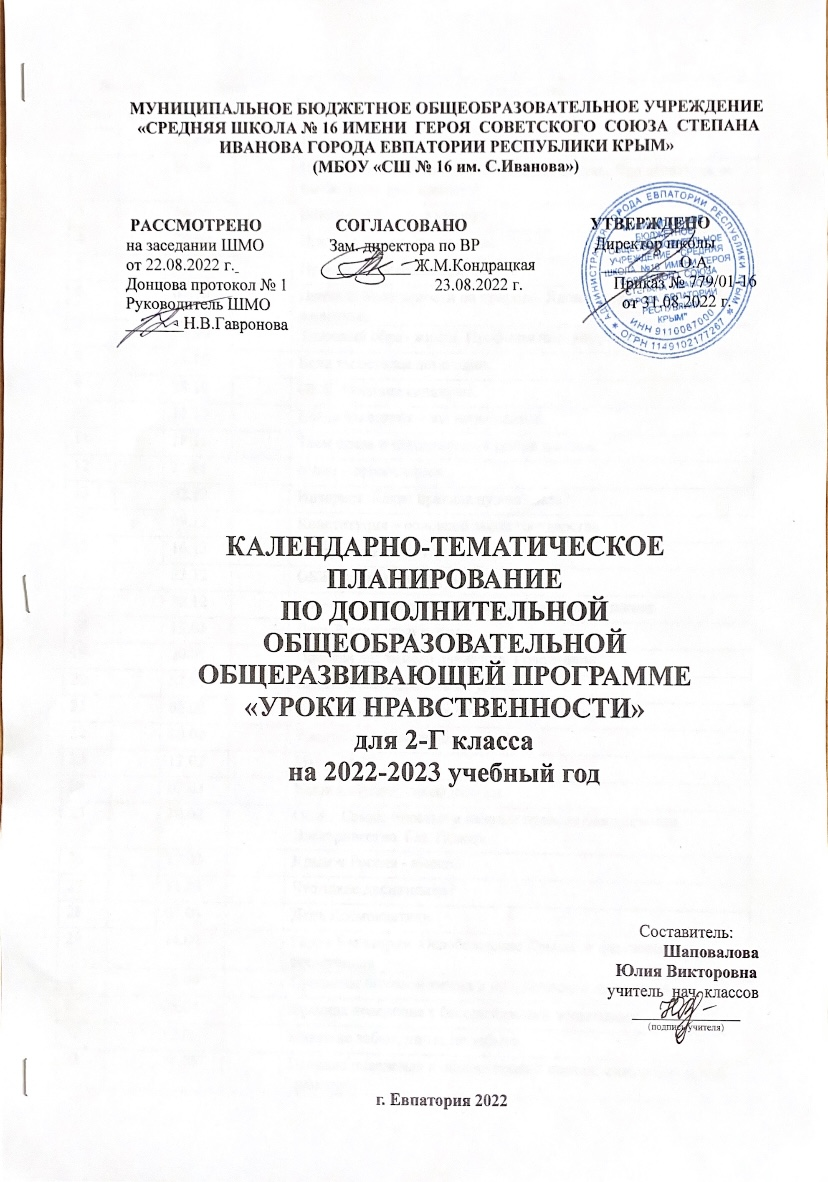 МУНИЦИПАЛЬНОЕ БЮДЖЕТНОЕ ОБЩЕОБРАЗОВАТЕЛЬНОЕ УЧРЕЖДЕНИЕ
«СРЕДНЯЯ ШКОЛА № 16 ИМЕНИ ГЕРОЯ СОВЕТСКОГО СОЮЗА СТЕПАНА
ИВАНОВА ГОРОДА ЕВПАТОРИИ РЕСПУБЛИКИ КРЫМ»
(МБОУ «СШ № 16 им. С.Иванова»)
РАССМОТРЕНО СОГЛАСОВАНО УТВЕРЖДЕНО
на заседании ШМО Зам. директора по ВР Директор школы
от 22.08.2022 г. Ж.М.Кондрацкая О.А.
Донцова протокол № 1 23.08.2022 г. Приказ № 779/01-16
Руководитель ШМО от 31.08.2022 г.
Н.В.Гавронова
ИНН 9110087000
ОГРН 1149102177267
КАЛЕНДАРНО-ТЕМАТИЧЕСКОЕ
ПЛАНИРОВАНИЕ
ПО ДОПОЛНИТЕЛЬНОЙ
ОБЩЕОБРАЗОВАТЕЛЬНОЙ
ОБЩЕРАЗВИВАЮЩЕЙ ПРОГРАММЕ
«УРОКИ НРАВСТВЕННОСТИ»
для 2-Г класса
на 2022-2023 учебный год
Составитель:
Шаповалова
Юлия Викторовна
учитель нач. классов
(подпись учителя)
г. Евпатория 2022